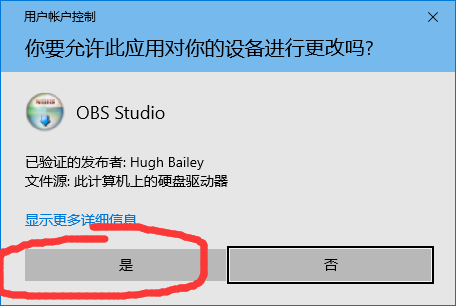 用户帐户控制
你要允许此应用对你的设备进行更改吗?
OBS Studio
已验证的发布者: Hugh Bailey
文件源: 此计算机上的硬盘驱动器
显示更多详细信息
是
否